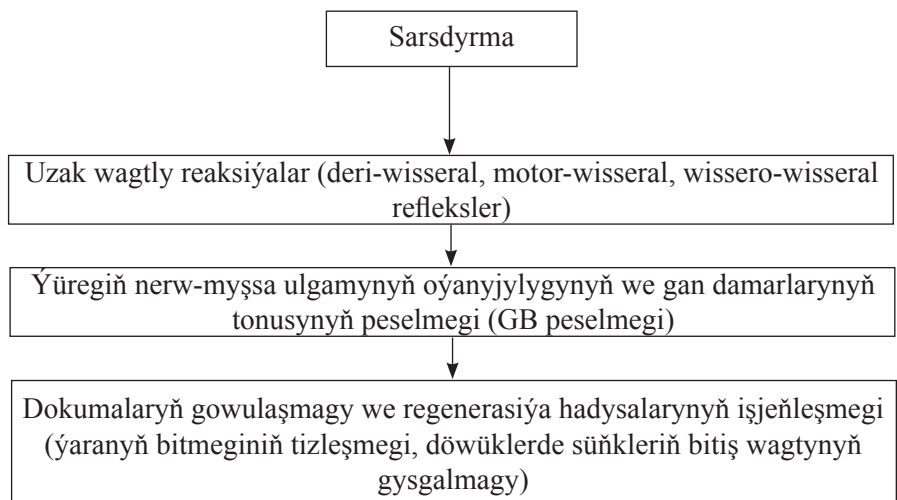 Sarsdyrma
Uzak wagtly reaksiýalar (deri-wisseral, motor-wisseral, wissero-wisseral
refleksler)
Ýüregiň nerw-myşsa ulgamynyň oýanyjylygynyň we gan damarlarynyň
tonusynyň peselmegi (GB peselmegi)
Dokumalaryň gowulaşmagy we regenerasiýa hadysalarynyň işjeňleşmegi
(ýaranyň bitmeginiň tizleşmegi, döwüklerde süňkleriň bitiş wagtynyň
gysgalmagy)